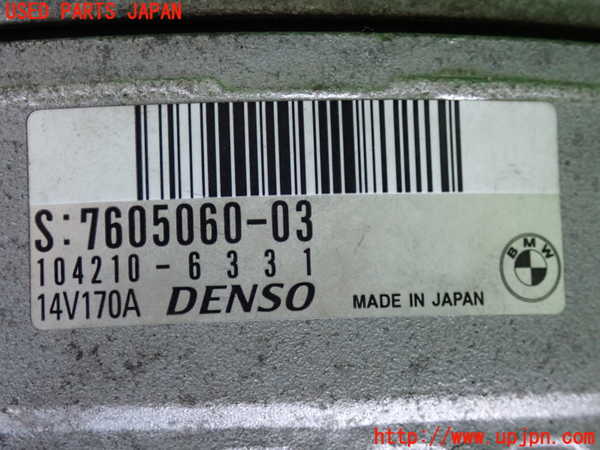 USED PARTS JAPAN
S:7605060-03
104210-6331
BMW
14V170A DENSO MADE IN JAPAN
http://www.upjpn.com/